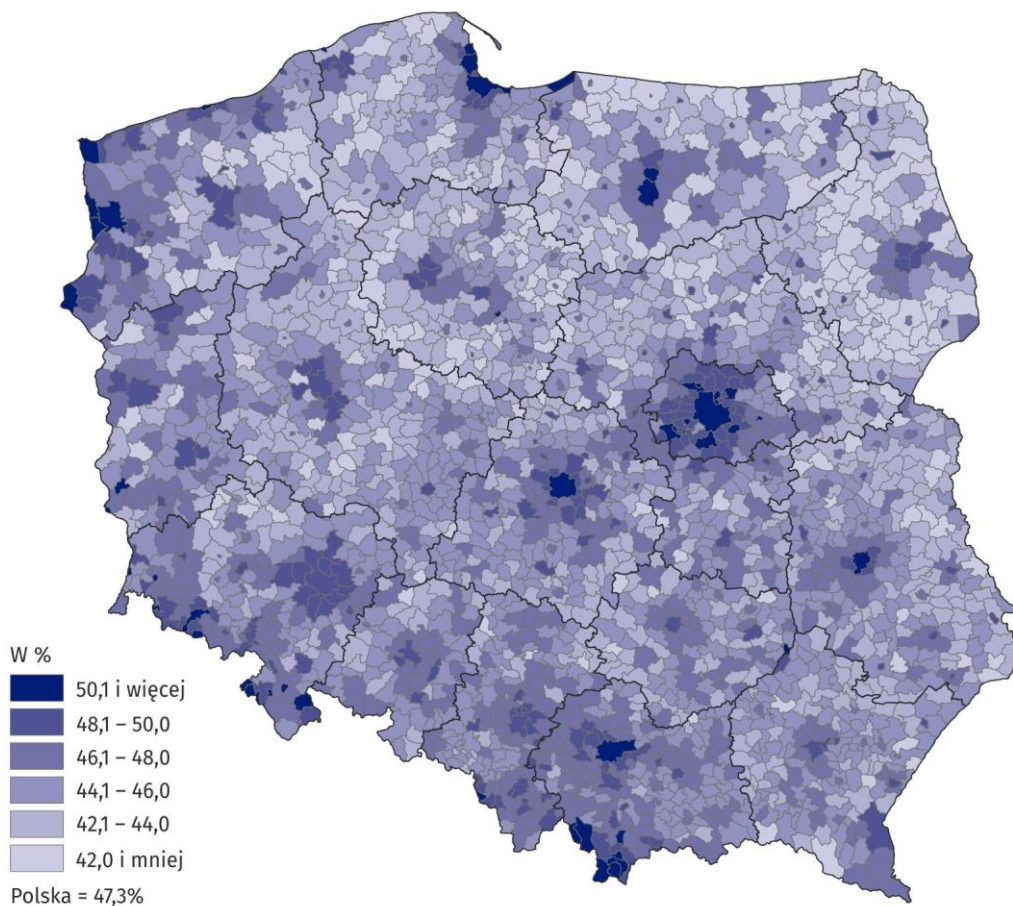 W %
50,1 i więcej
48,1 – 50,0
46,1 – 48,0
44,1 – 46,0
42,1 – 44,0
42,0 i mniej
Polska = 47,3%